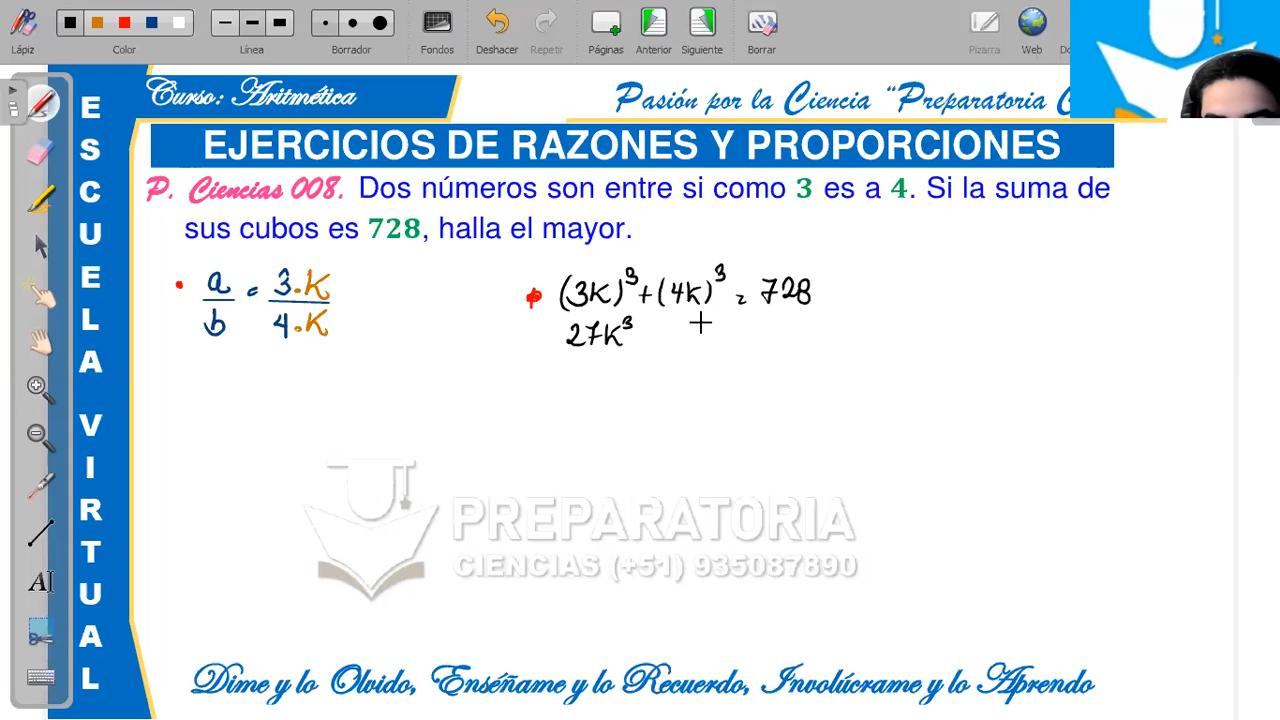 Lápiz
Color
Línea
Borrador
Fondos
Deshacer
Repetir
Páginas
Anterior
Siguiente
Borrar
Pizarra
Web
Curso: Aritmética
Pasión por la Ciencia "Preparatoria C
ESCUELA VIRTUAL
EJERCICIOS DE RAZONES Y PROPORCIONES
P. Ciencias 008. Dos números son entre si como 3 es a 4. Si la suma de
sus cubos es 728, halla el mayor.
a/b = 3.K/4.K
(3K)³+(4K)³ = 728
27K³
PREPARATORIA
CIENCIAS (+51) 935087890
AI
Dime y lo Olvido, Enséñame y lo Recuerdo, Involúcrame y lo Aprendo